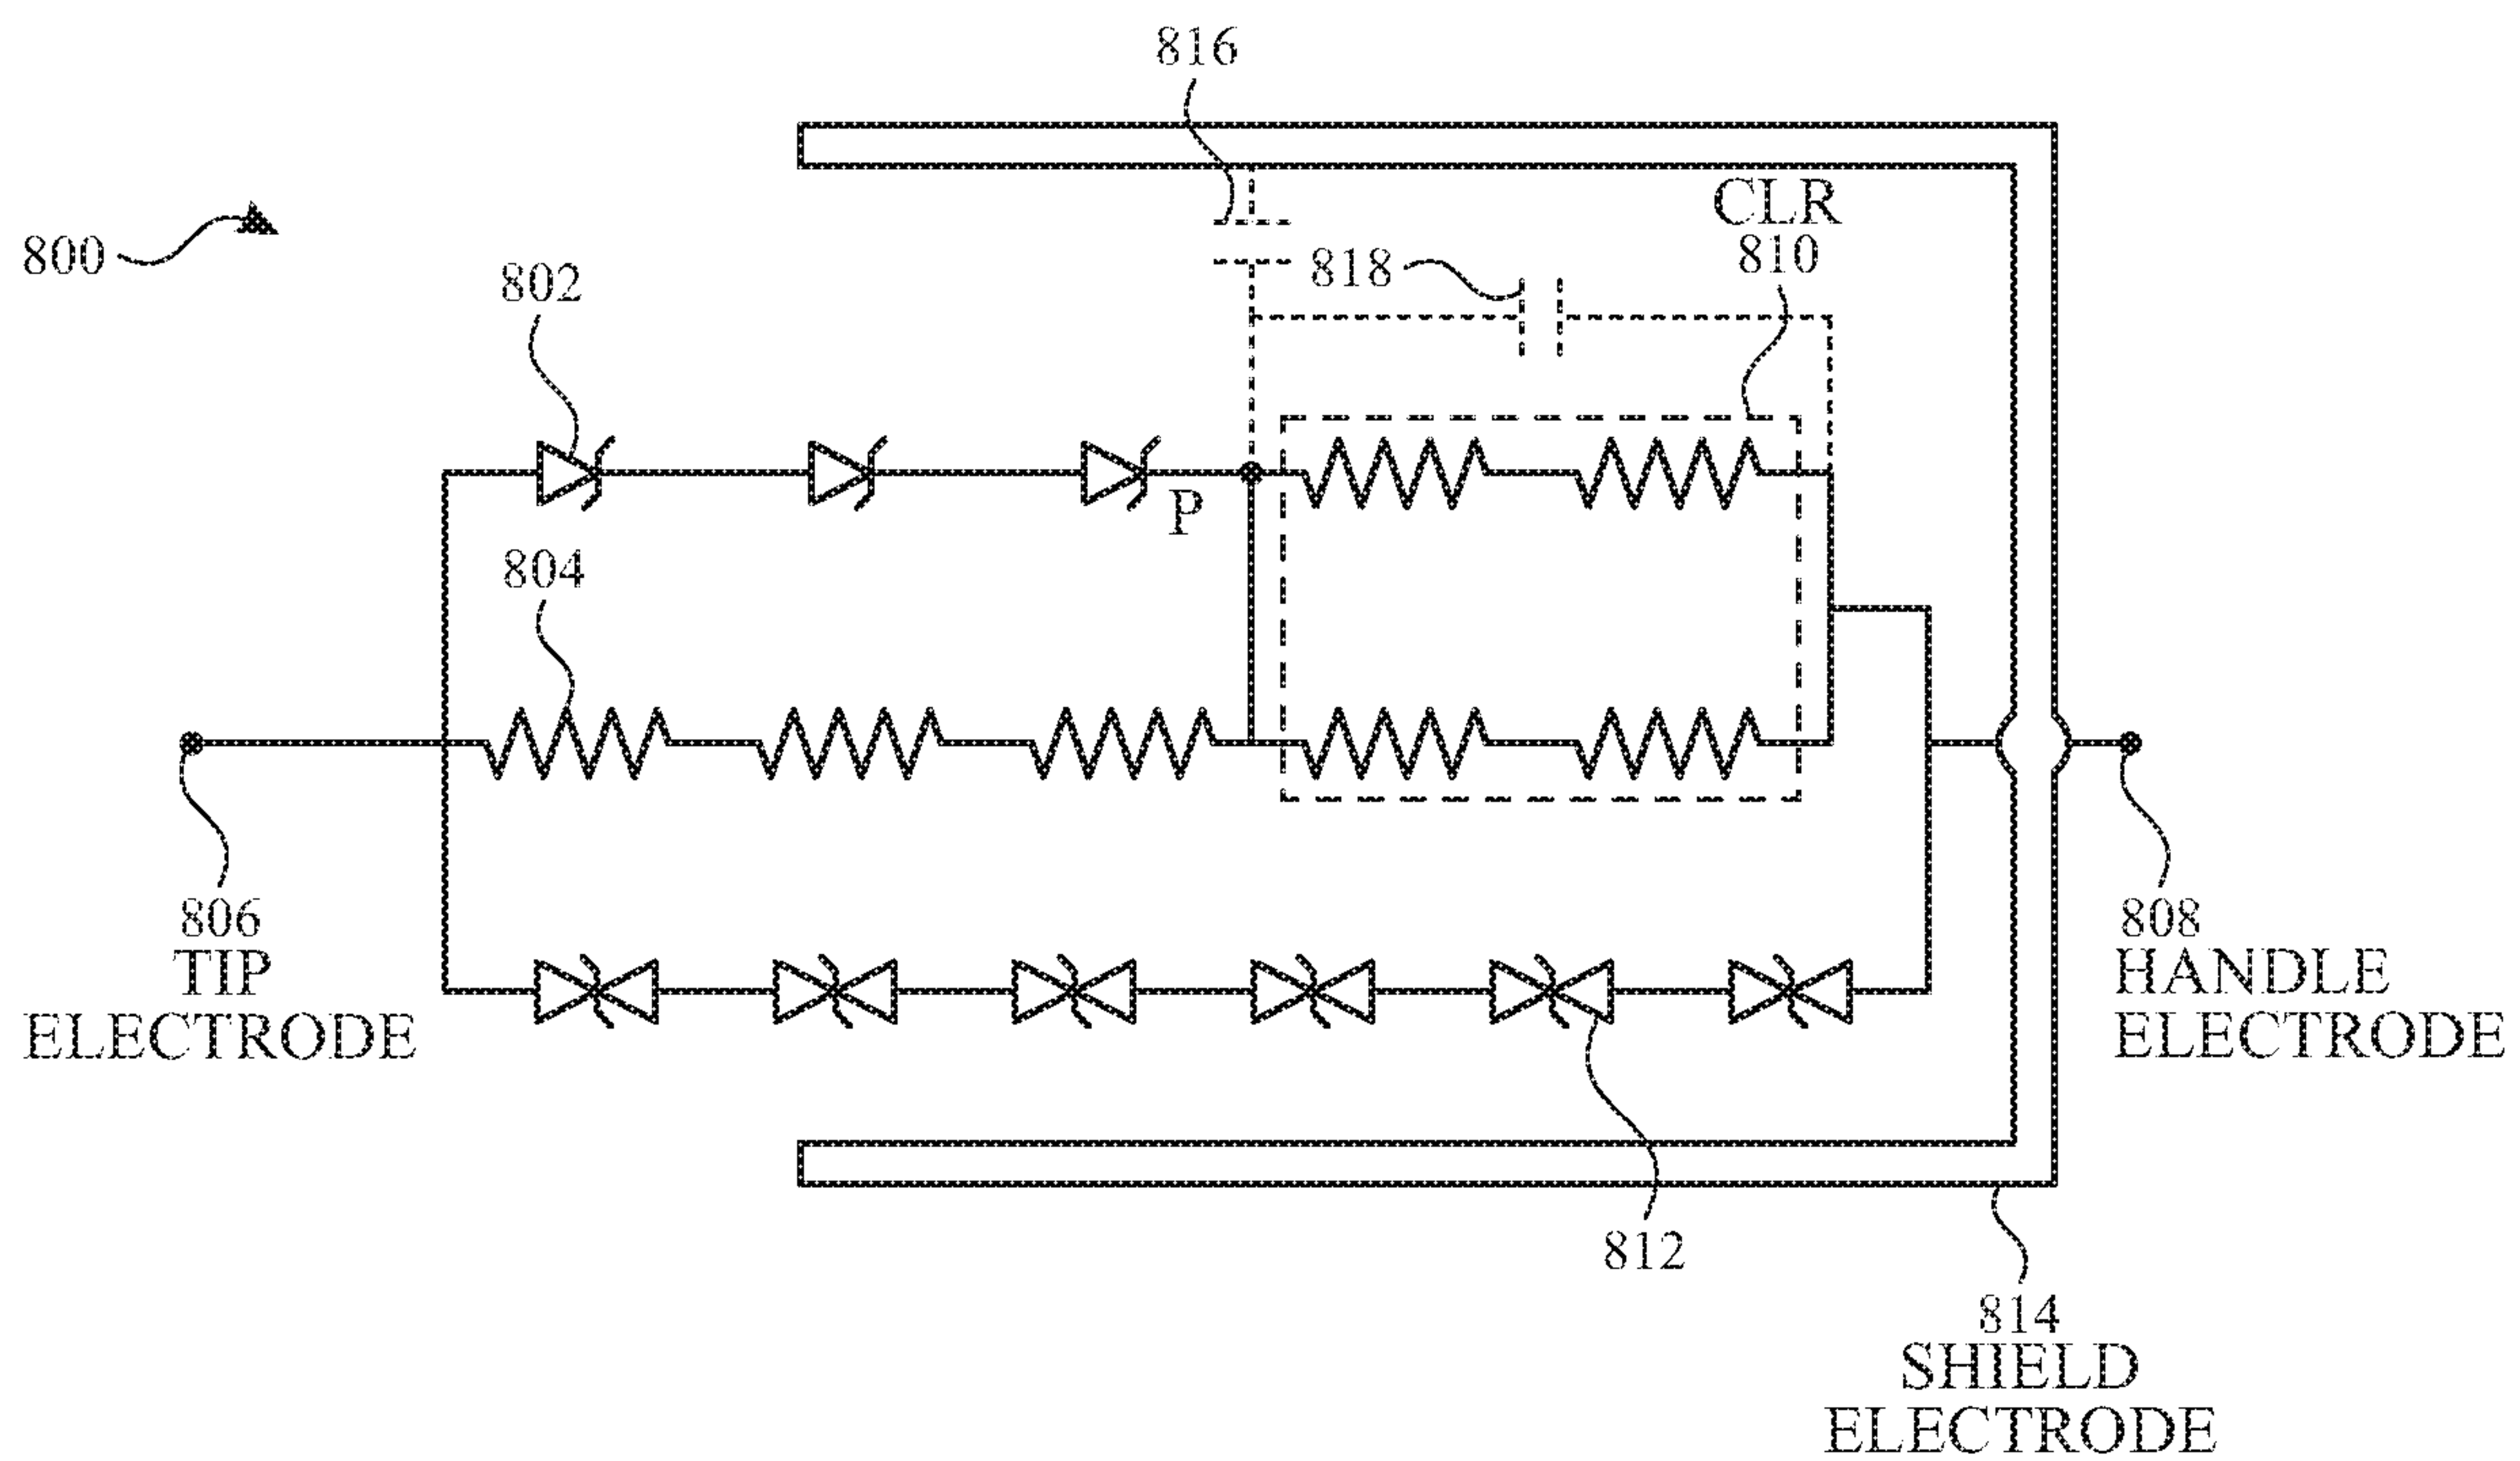 816
CLR
810
800
818
802
P
804
806
TIP
ELECTRODE
808
HANDLE
ELECTRODE
812
814
SHIELD
ELECTRODE